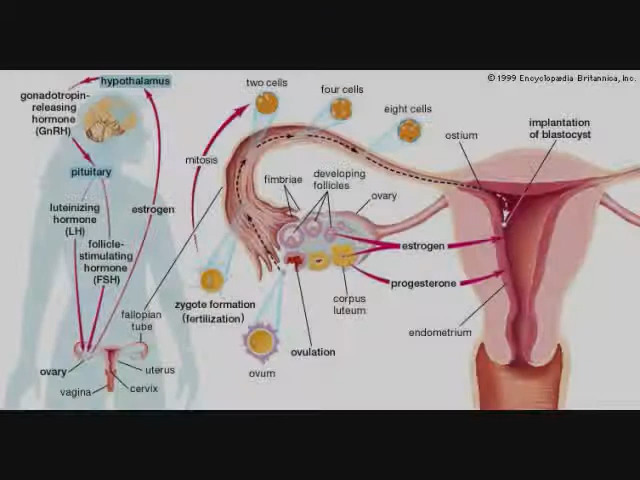 © 1999 Encyclopædia Britannica, Inc.
hypothalamus
gonadotropin-
releasing
hormone
(GnRH)
pituitary
luteinizing
hormone
(LH)
estrogen
follicle-
stimulating
hormone
(FSH)
ovary
vagina
uterus
cervix
fallopian
tube
mitosis
two cells
four cells
eight cells
zygote formation
(fertilization)
ovum
fimbriae
developing
follicles
ovary
corpus
luteum
ovulation
estrogen
progesterone
ostium
implantation
of blastocyst
endometrium